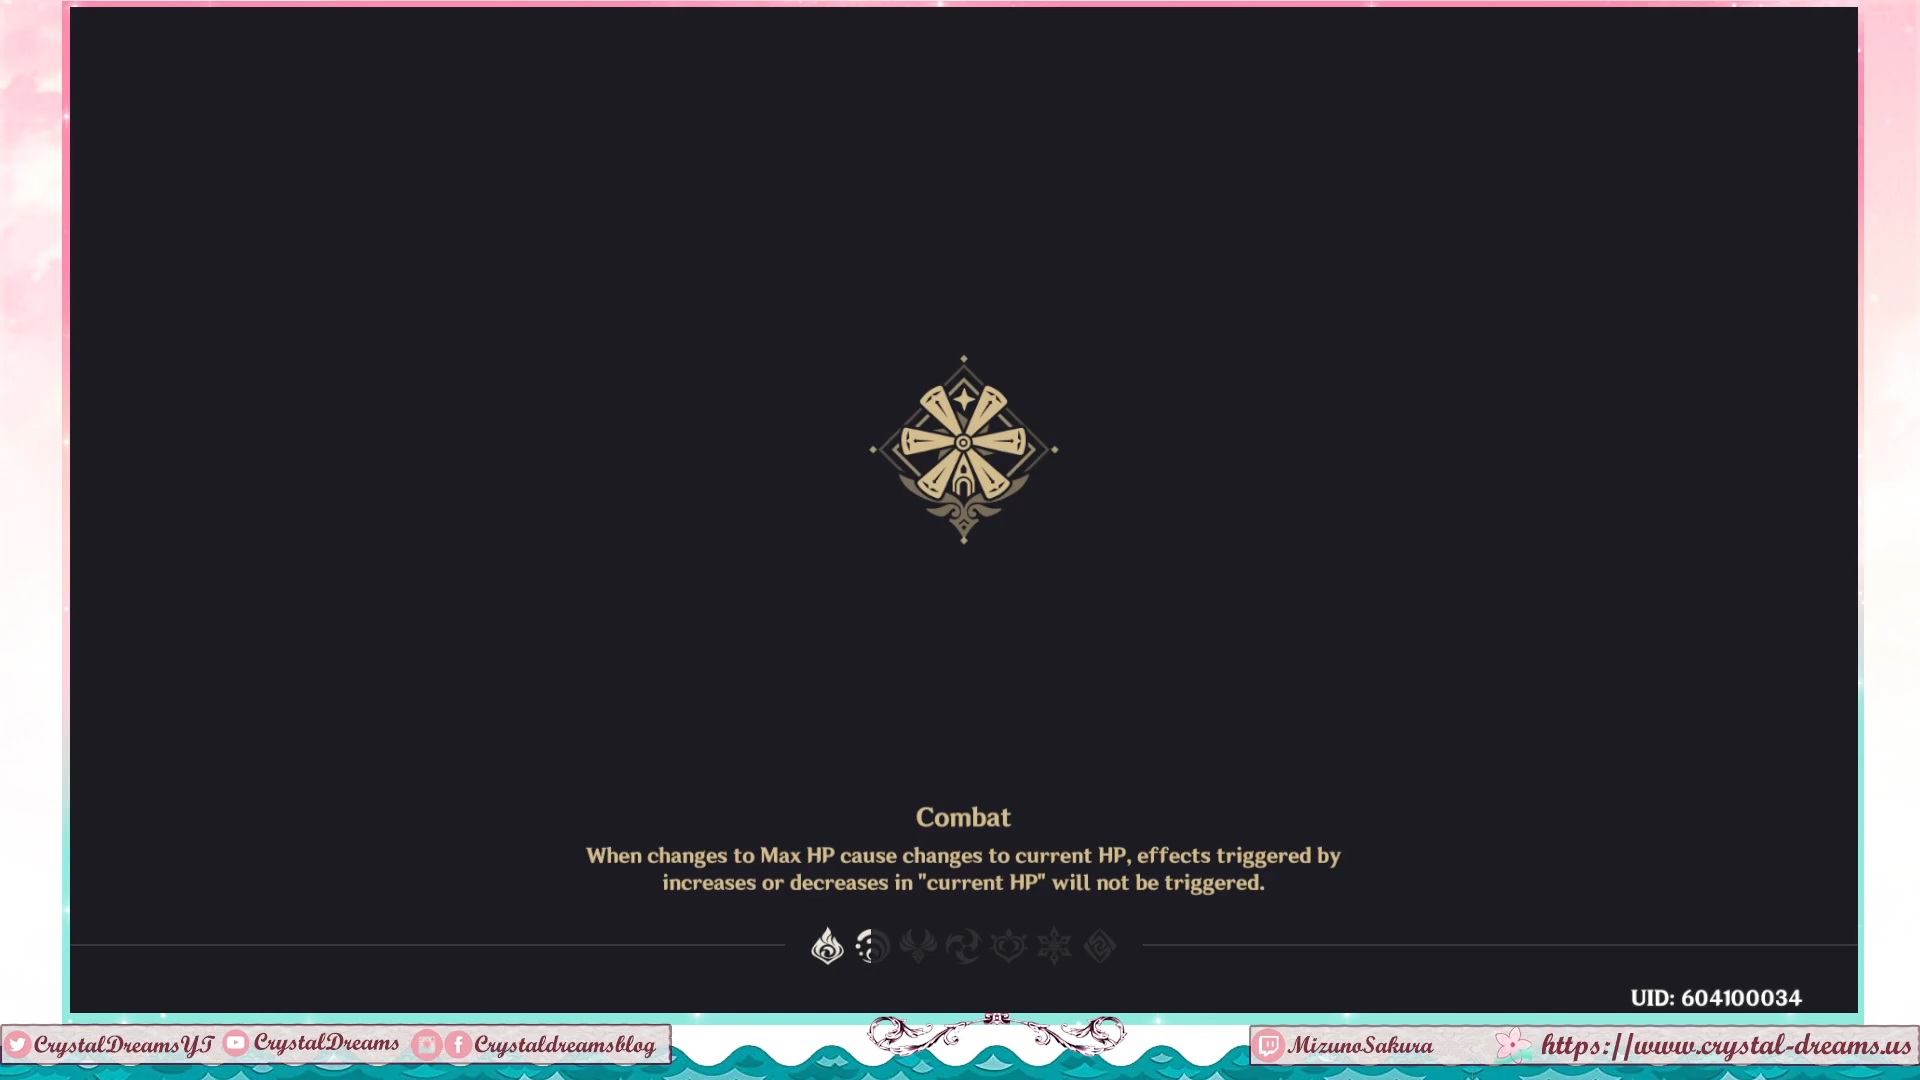 Combat
When changes to Max HP cause changes to current HP, effects triggered by
increases or decreases in "current HP" will not be triggered.
UID: 604100034
CrystalDreamsYT CrystalDreams Crystaldreamsblog MizunoSakura https://www.crystal-dreams.us